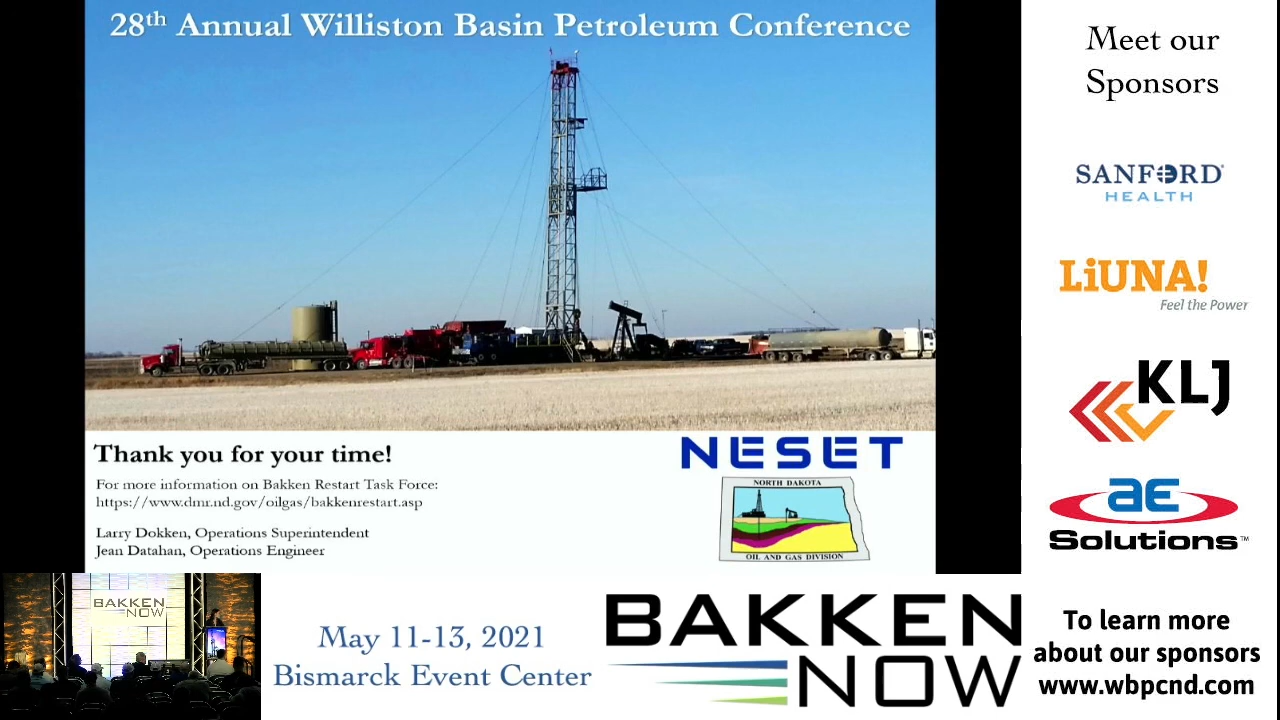 28th Annual Williston Basin Petroleum Conference
Thank you for your time!
For more information on Bakken Restart Task Force:
https://www.dmr.nd.gov/oilgas/bakkenrestart.asp
Larry Dokken, Operations Superintendent
Jean Datahan, Operations Engineer
NESET
NORTH DAKOTA
OIL AND GAS DIVISION
Meet our
Sponsors
SANFORD
HEALTH
LiUNA!
Feel the Power
KLJ
ae
Solutions™
BAKKEN
NOW
May 11-13, 2021
Bismarck Event Center
BAKKEN
NOW
To learn more
about our sponsors
www.wbpcnd.com